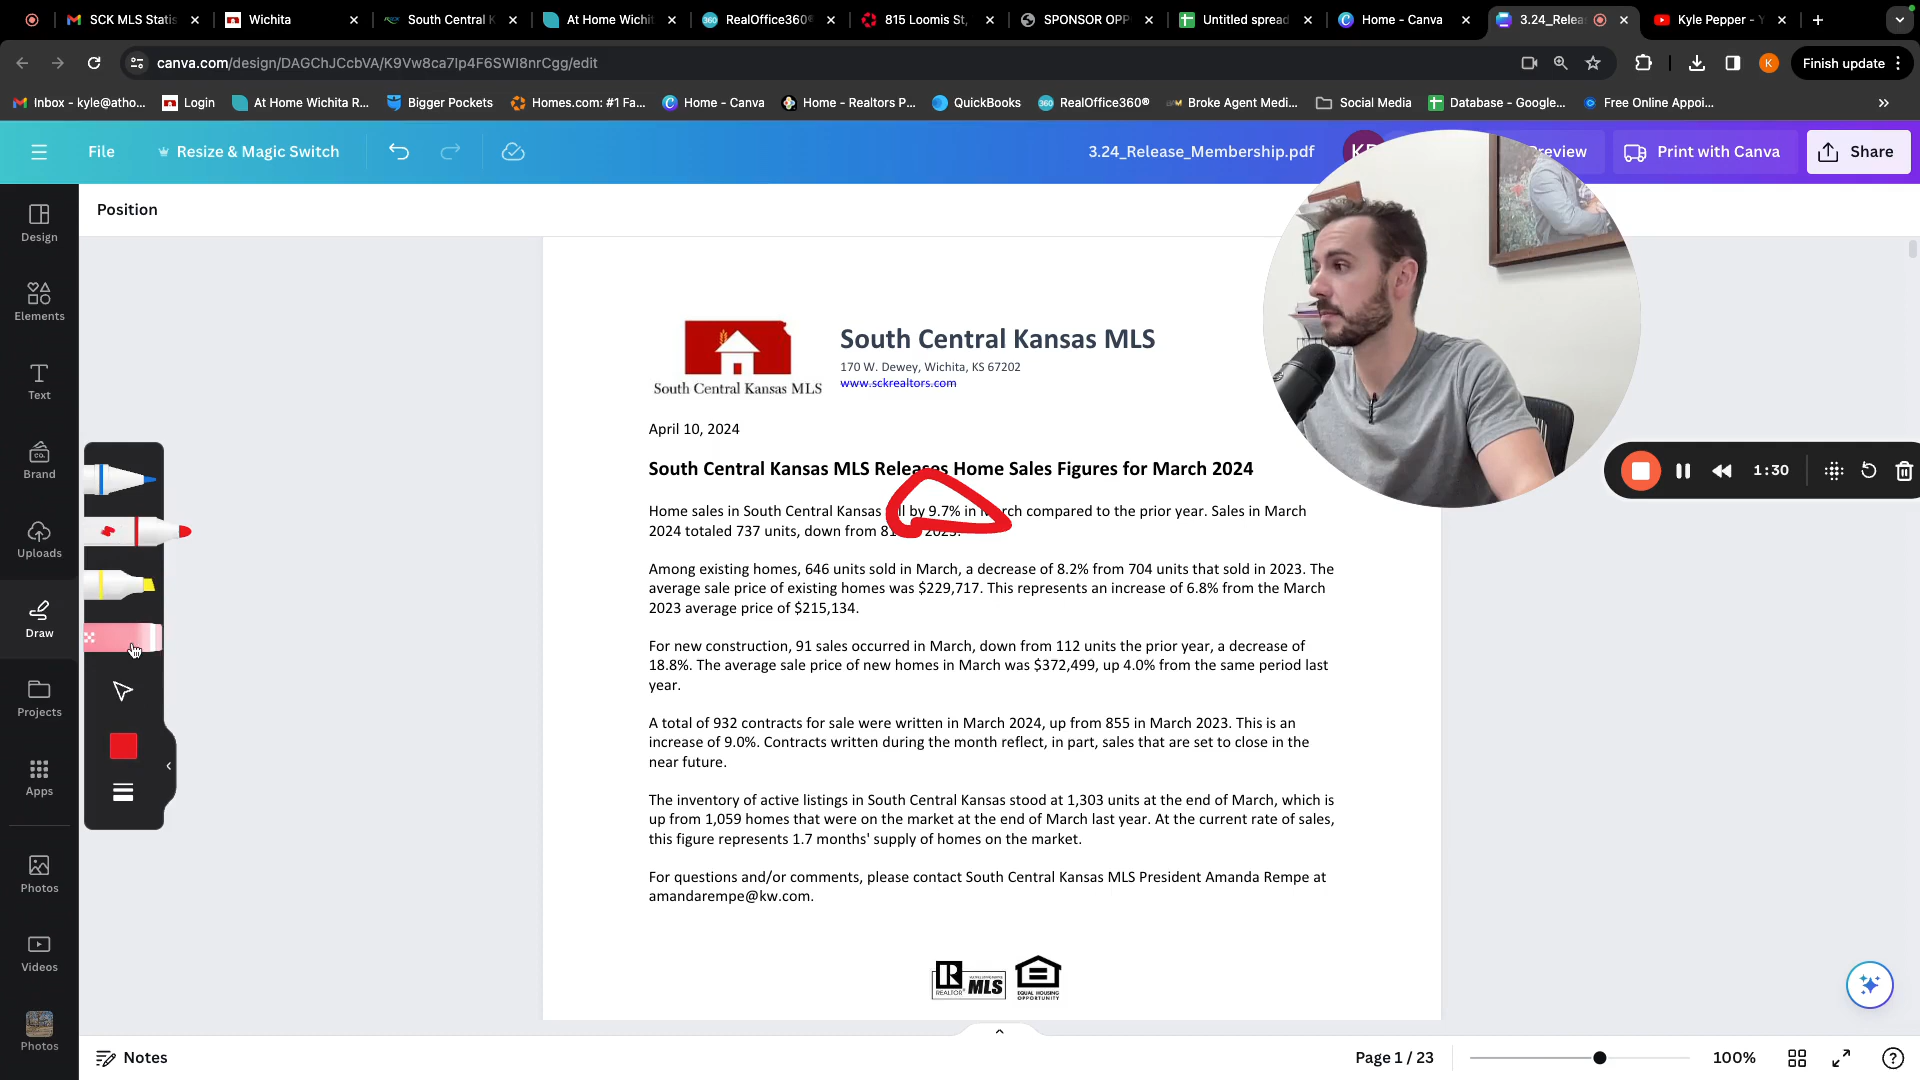 SCK MLS Statis
Wichita
South Central K
At Home Wichit
RealOffice360®
815 Loomis St,
SPONSOR OPP
Untitled spread
Home - Canva
3.24_Relea
Kyle Pepper - Y
canva.com/design/DAGChJCcbVA/K9Vw8ca7lp4F6SWI8nrCgg/edit
K
Finish update
Inbox - kyle@atho...
Login
At Home Wichita R...
Bigger Pockets
Homes.com: #1 Fa...
Home - Canva
Home - Realtors P...
QuickBooks
RealOffice360®
Broke Agent Medi...
Social Media
Database - Google...
Free Online Appoi...
File
Resize & Magic Switch
3.24_Release_Membership.pdf
Preview
Print with Canva
Share
Position
Design
Elements
Text
Brand
Uploads
Draw
Projects
Apps
Photos
Videos
Photos
1:30
South Central Kansas MLS
South Central Kansas MLS
170 W. Dewey, Wichita, KS 67202
www.sckrealtors.com
April 10, 2024
South Central Kansas MLS Releases Home Sales Figures for March 2024
Home sales in South Central Kansas by 9.7% in March compared to the prior year. Sales in March
2024 totaled 737 units, down from 2023.
Among existing homes, 646 units sold in March, a decrease of 8.2% from 704 units that sold in 2023. The
average sale price of existing homes was $229,717. This represents an increase of 6.8% from the March
2023 average price of $215,134.
For new construction, 91 sales occurred in March, down from 112 units the prior year, a decrease of
18.8%. The average sale price of new homes in March was $372,499, up 4.0% from the same period last
year.
A total of 932 contracts for sale were written in March 2024, up from 855 in March 2023. This is an
increase of 9.0%. Contracts written during the month reflect, in part, sales that are set to close in the
near future.
The inventory of active listings in South Central Kansas stood at 1,303 units at the end of March, which is
up from 1,059 homes that were on the market at the end of March last year. At the current rate of sales,
this figure represents 1.7 months' supply of homes on the market.
For questions and/or comments, please contact South Central Kansas MLS President Amanda Rempe at
amandarempe@kw.com.
R
REALTOR®
MLS
EQUAL HOUSING
OPPORTUNITY
Notes
Page 1 / 23
100%